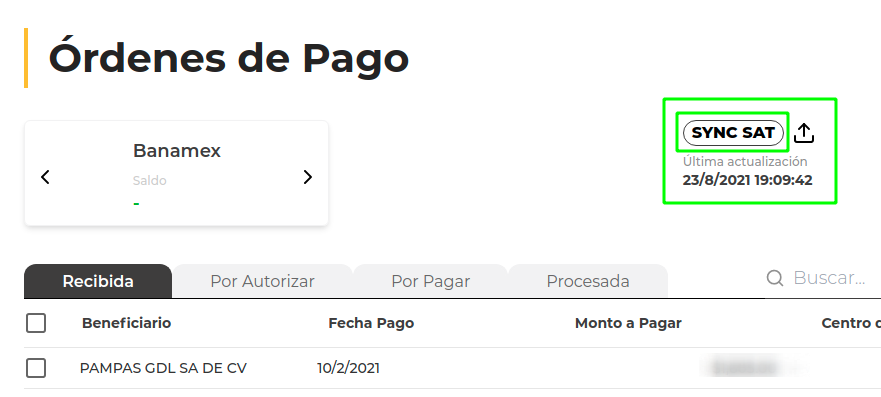 Órdenes de Pago
Banamex
Saldo
-
SYNC SAT
Última actualización
23/8/2021 19:09:42
Recibida Por Autorizar Por Pagar Procesada Buscar...
Beneficiario Fecha Pago Monto a Pagar Centro
PAMPAS GDL SA DE CV 10/2/2021